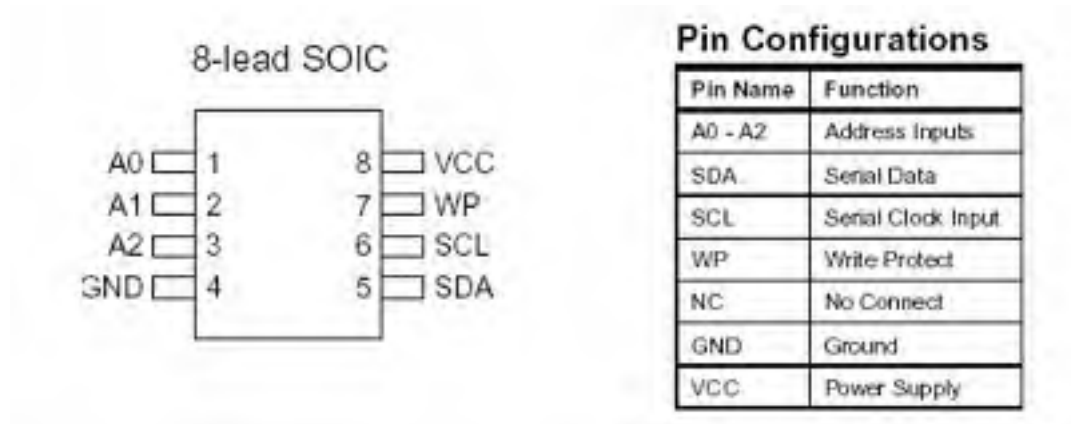 8-lead SOIC
A0 1 8 VCC
A1 2 7 WP
A2 3 6 SCL
GND 4 5 SDA
Pin Configurations
Pin Name Function
A0 - A2 Address Inputs
SDA Serial Data
SCL Serial Clock Input
WP Write Protect
NC No Connect
GND Ground
VCC Power Supply